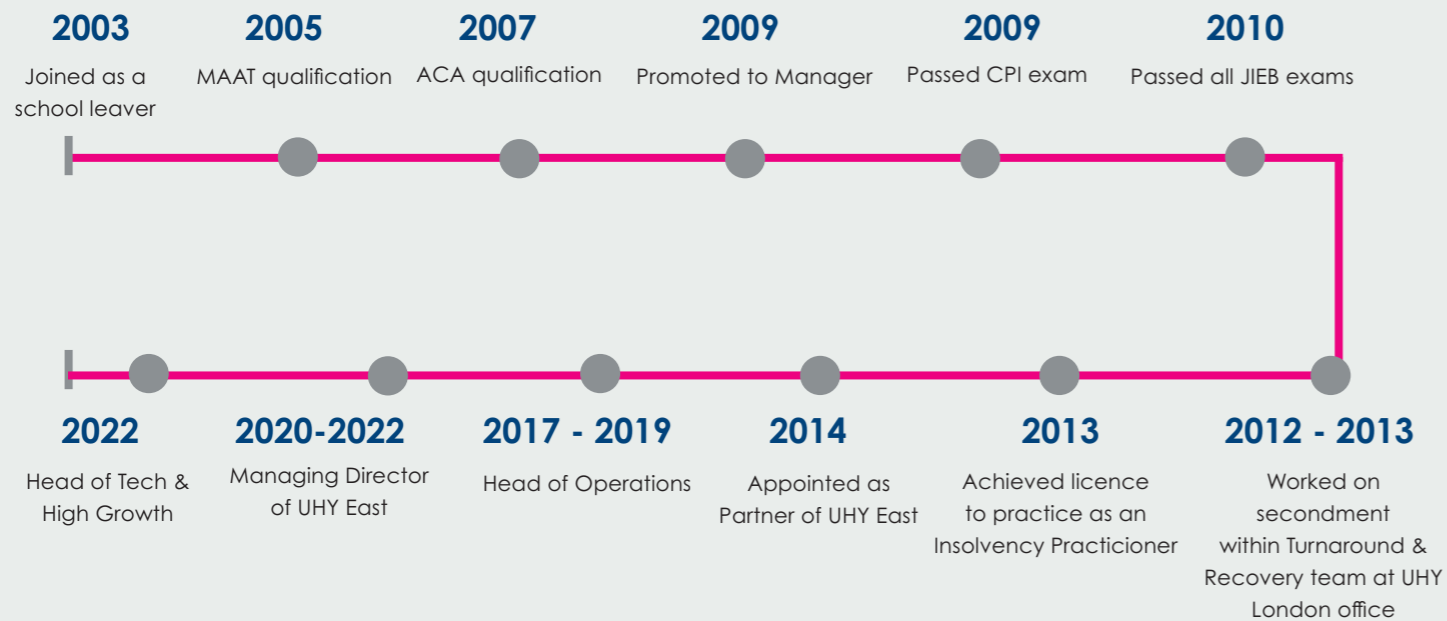 2003
Joined as a
school leaver
2005
MAAT qualification
2007
ACA qualification
2009
Promoted to Manager
2009
Passed CPI exam
2010
Passed all JIEB exams
2012 - 2013
Worked on
secondment
within Turnaround &
Recovery team at UHY
London office
2013
Achieved licence
to practice as an
Insolvency Practicioner
2014
Appointed as
Partner of UHY East
2017 - 2019
Head of Operations
2020-2022
Managing Director
of UHY East
2022
Head of Tech &
High Growth